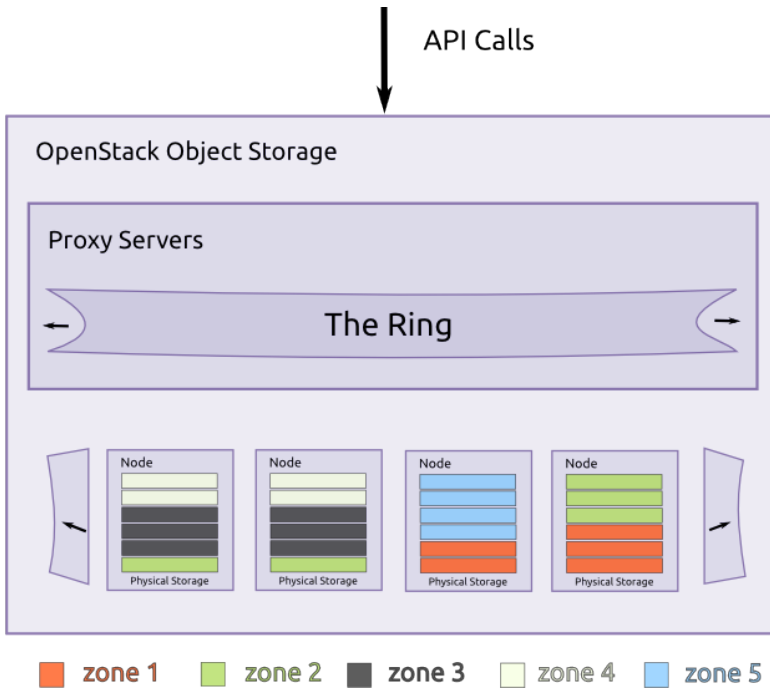 API Calls
OpenStack Object Storage
Proxy Servers
The Ring
Node Node Node Node
Physical Storage Physical Storage Physical Storage Physical Storage
zone 1 zone 2 zone 3 zone 4 zone 5